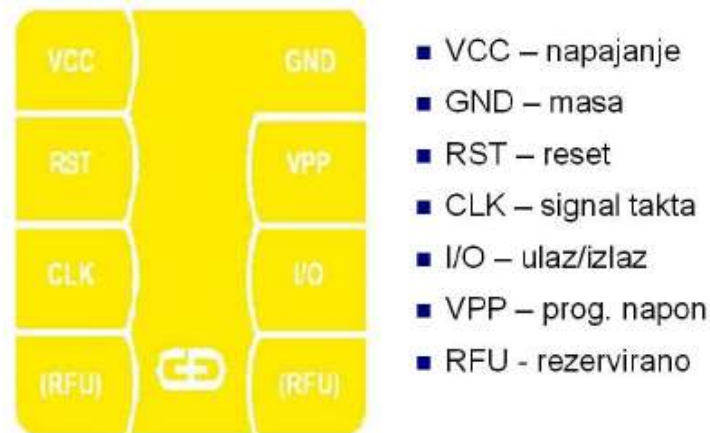 VCC
GND
RST
VPP
CLK
I/O
(RFU)
(RFU)
VCC – napajanje
GND – masa
RST – reset
CLK – signal takta
I/O – ulaz/izlaz
VPP – prog. napon
RFU - rezervirano